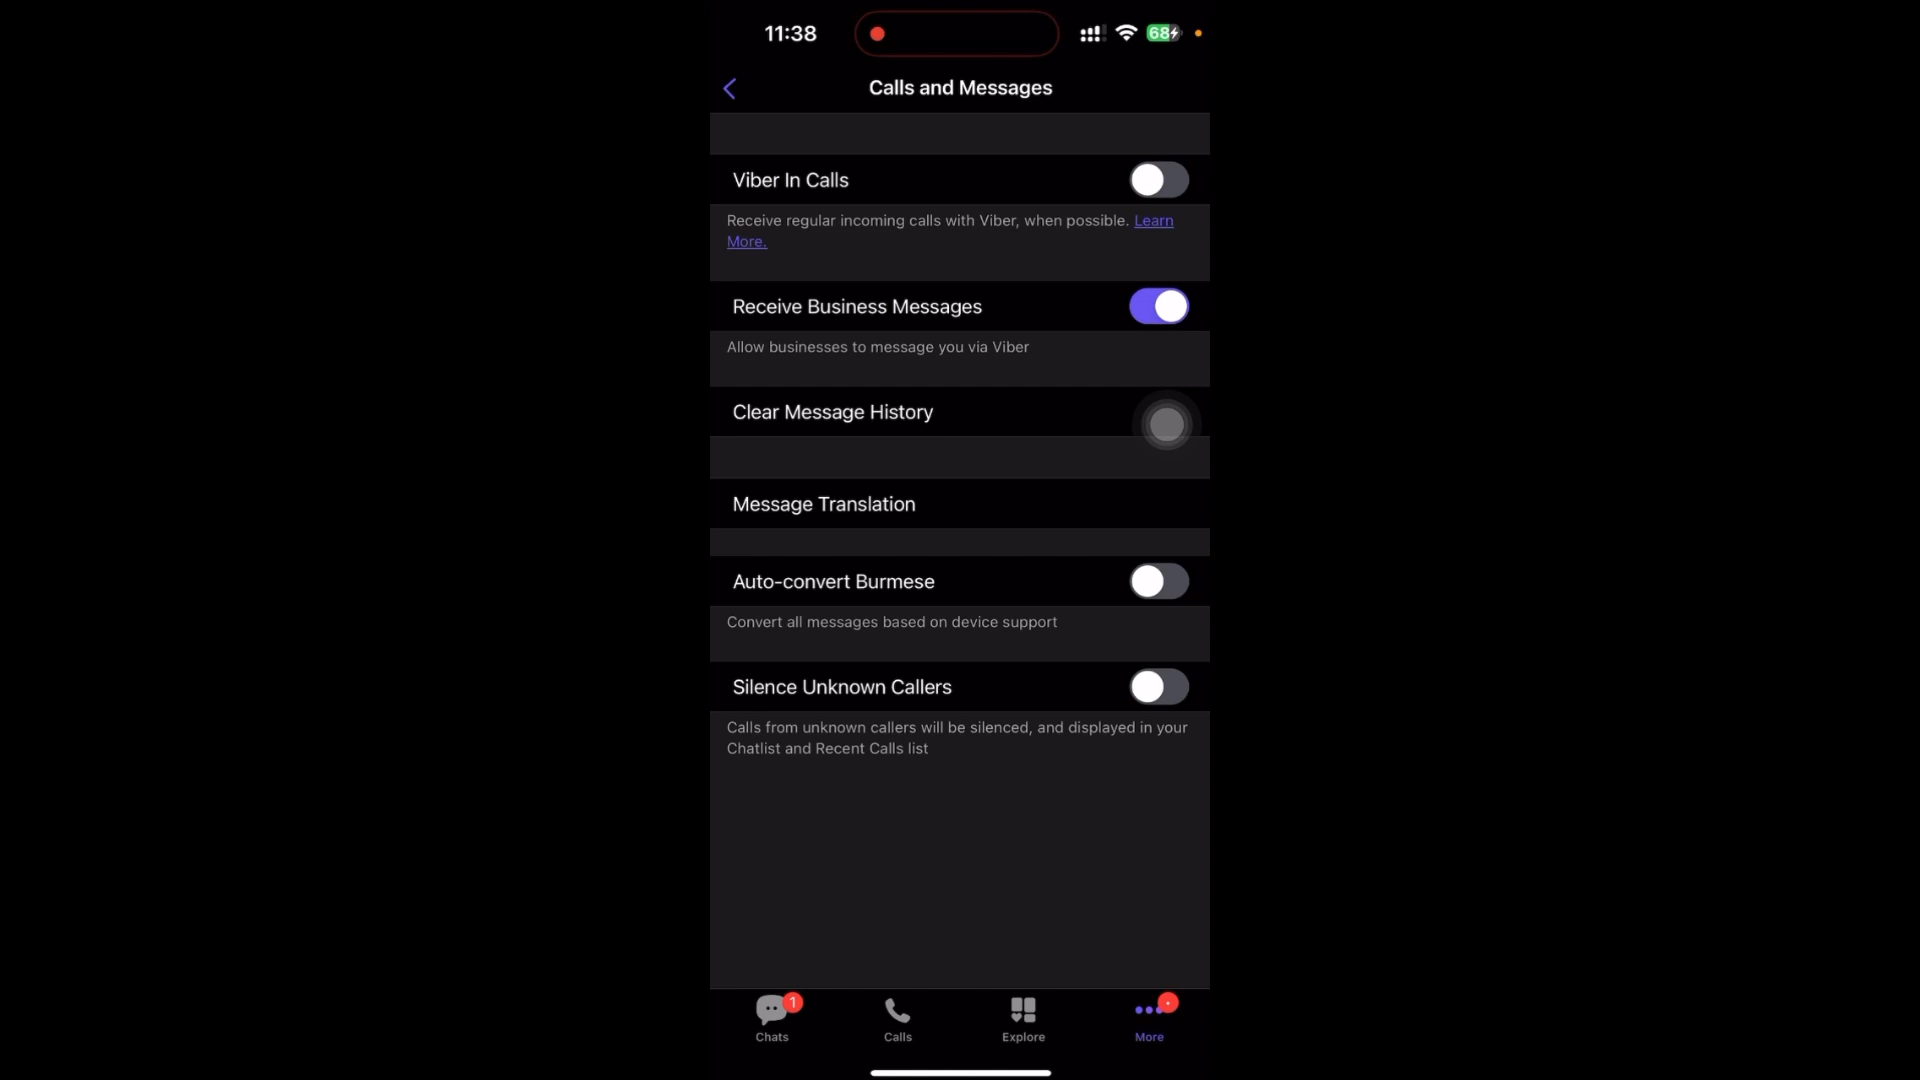 11:38
68
Calls and Messages
Viber In Calls
Receive regular incoming calls with Viber, when possible. Learn
More.
Receive Business Messages
Allow businesses to message you via Viber
Clear Message History
Message Translation
Auto-convert Burmese
Convert all messages based on device support
Silence Unknown Callers
Calls from unknown callers will be silenced, and displayed in your
Chatlist and Recent Calls list
1
Chats
Calls
Explore
More